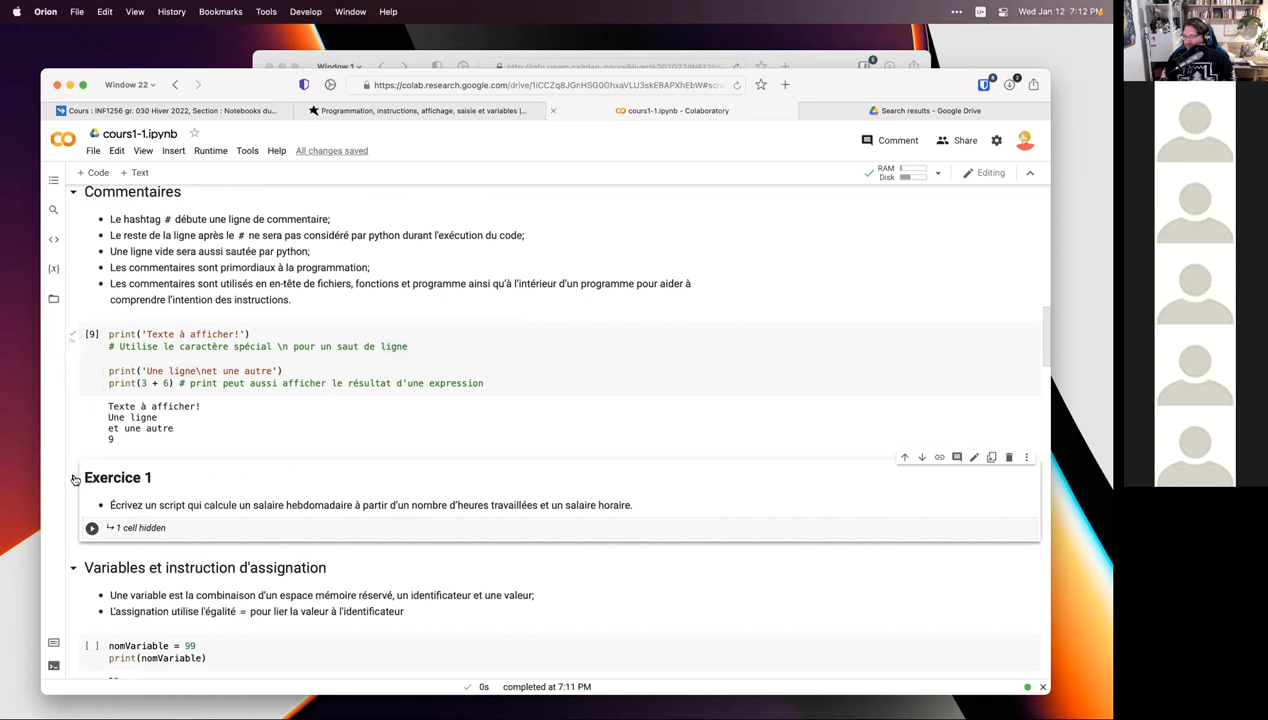 Orion File Edit View History Bookmarks Tools Develop Window Help
Wed Jan 12 7:12 PM
Window 1
Window 22
https://colab.research.google.com/drive/1iCCZq8JGnHSG0GhxaVLU3skEBAPXhEbW#scro
Cours : INF1256 gr. 030 Hiver 2022, Section : Notebooks du...
Programmation, instructions, affichage, saisie et variables |...
cours1-1.ipynb - Colaboratory
Search results - Google Drive
cours1-1.ipynb
Comment Share
File Edit View Insert Runtime Tools Help All changes saved
+ Code + Text
RAM
Disk
Editing
Commentaires
• Le hashtag # débute une ligne de commentaire;
• Le reste de la ligne après le # ne sera pas considéré par python durant l'exécution du code;
• Une ligne vide sera aussi sautée par python;
• Les commentaires sont primordiaux à la programmation;
• Les commentaires sont utilisés en en-tête de fichiers, fonctions et programme ainsi qu'à l'intérieur d'un programme pour aider à
comprendre l'intention des instructions.
[9] print('Texte à afficher!')
# Utilise le caractère spécial \n pour un saut de ligne
print('Une ligne\net une autre')
print(3 + 6) # print peut aussi afficher le résultat d'une expression
Texte à afficher!
Une ligne
et une autre
9
Exercice 1
• Écrivez un script qui calcule un salaire hebdomadaire à partir d'un nombre d'heures travaillées et un salaire horaire.
↳ 1 cell hidden
Variables et instruction d'assignation
• Une variable est la combinaison d'un espace mémoire réservé, un identificateur et une valeur;
• L'assignation utilise l'égalité = pour lier la valeur à l'identificateur
[ ] nomVariable = 99
print(nomVariable)
0s completed at 7:11 PM